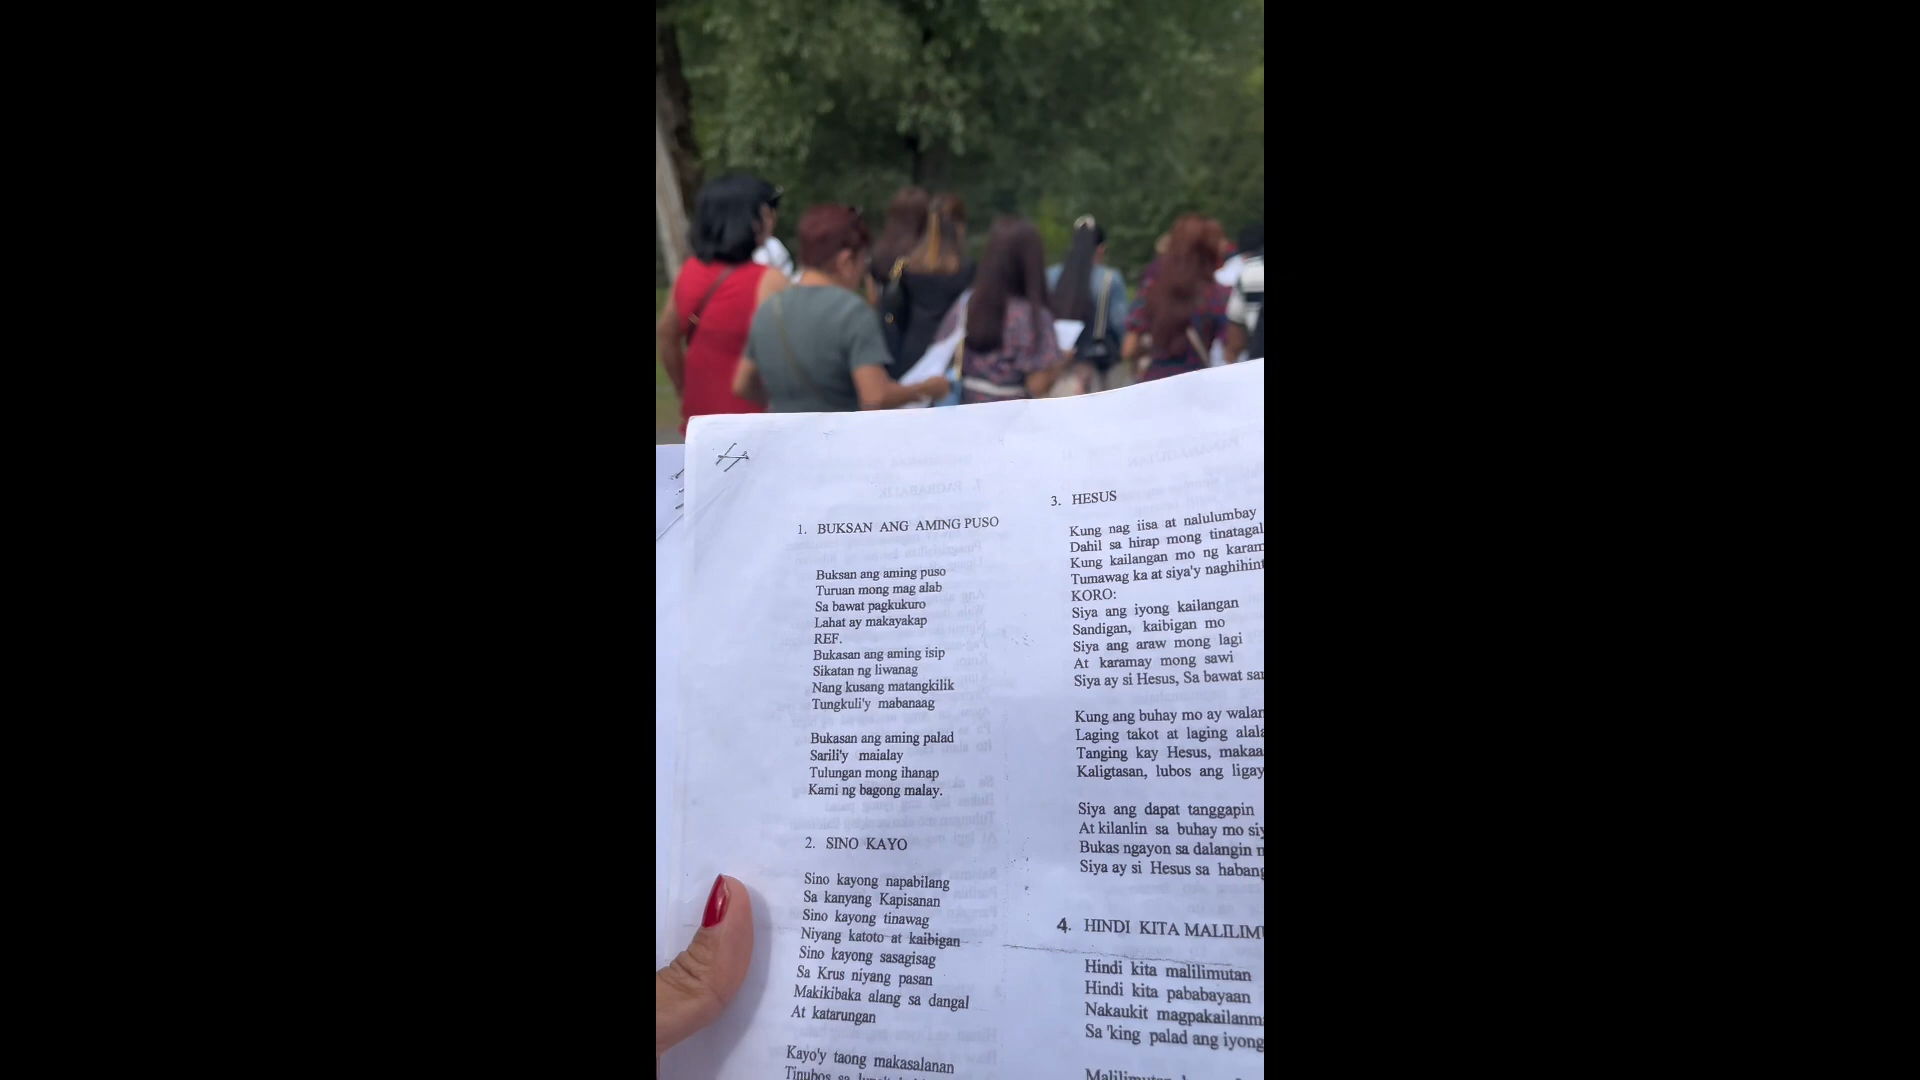 1. BUKSAN ANG AMING PUSO
Buksan ang aming puso
Turuan mong mag alab
Sa bawat pagkukuro
Lahat ay makayakap
REF.
Bukasan ang aming isip
Sikatan ng liwanag
Nang kusang matangkilik
Tungkuli'y mabanaag
Bukasan ang aming palad
Sarili'y maialay
Tulungan mong ihanap
Kami ng bagong malay.
2. SINO KAYO
Sino kayong napabilang
Sa kanyang Kapisanan
Sino kayong tinawag
Niyang katoto at kaibigan
Sino kayong sasagisag
Sa Krus niyang pasan
Makikibaka alang sa dangal
At katarungan
Kayo'y taong makasalanan
Tinubos sa
3. HESUS
Kung nag iisa at nalulumbay
Dahil sa hirap mong tinatagal
Kung kailangan mo ng karam
Tumawag ka at siya'y naghihint
KORO:
Siya ang iyong kailangan
Sandigan, kaibigan mo
Siya ang araw mong lagi
At karamay mong sawi
Siya ay si Hesus, Sa bawat sa
Kung ang buhay mo ay walan
Laging takot at laging alala
Tanging kay Hesus, makaa
Kaligtasan, lubos ang ligay
Siya ang dapat tanggapin
At kilanlin sa buhay mo siy
Bukas ngayon sa dalangin
Siya ay si Hesus sa habang
4. HINDI KITA MALILIM
Hindi kita malilimutan
Hindi kita pababayaan
Nakaukit magpakailanm
Sa 'king palad ang iyong